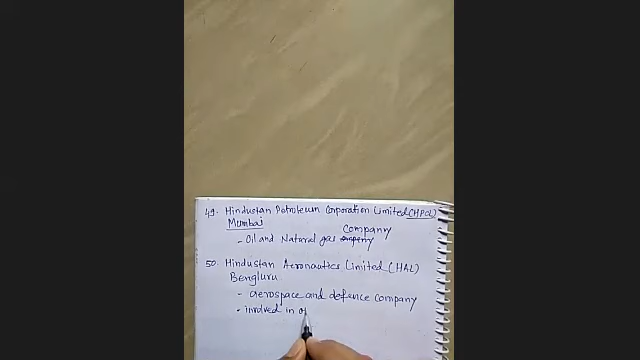 49. Hindustan Petroleum Corporation Limited (HPCL)
Mumbai
Company
- Oil and Natural gas
50. Hindustan Aeronautics Limited (HAL)
Bengluru
- aerospace and defence company
- involved in